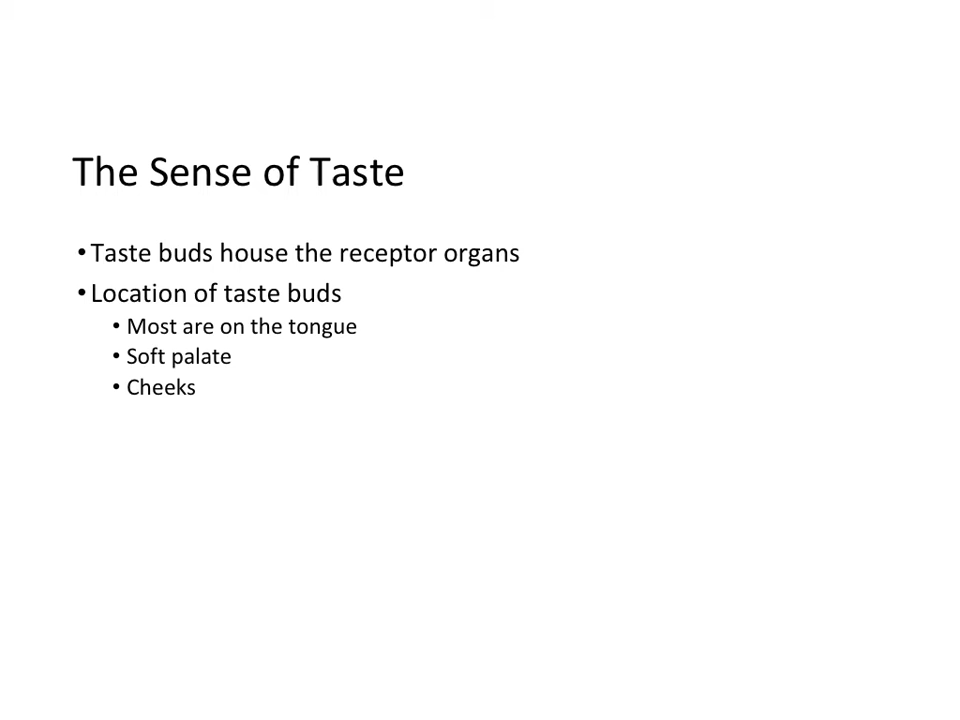 The Sense of Taste
•Taste buds house the receptor organs
•Location of taste buds
• Most are on the tongue
• Soft palate
• Cheeks